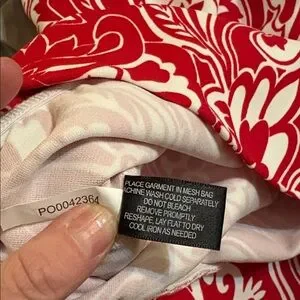 PLACE GARMENT IN MESH BAG
CHINE WASH COLD SEPARATELY
DO NOT BLEACH
REMOVE PROMPTLY
RESHAPE, LAY FLAT TO DRY
COOL IRON AS NEEDED
PO0042364